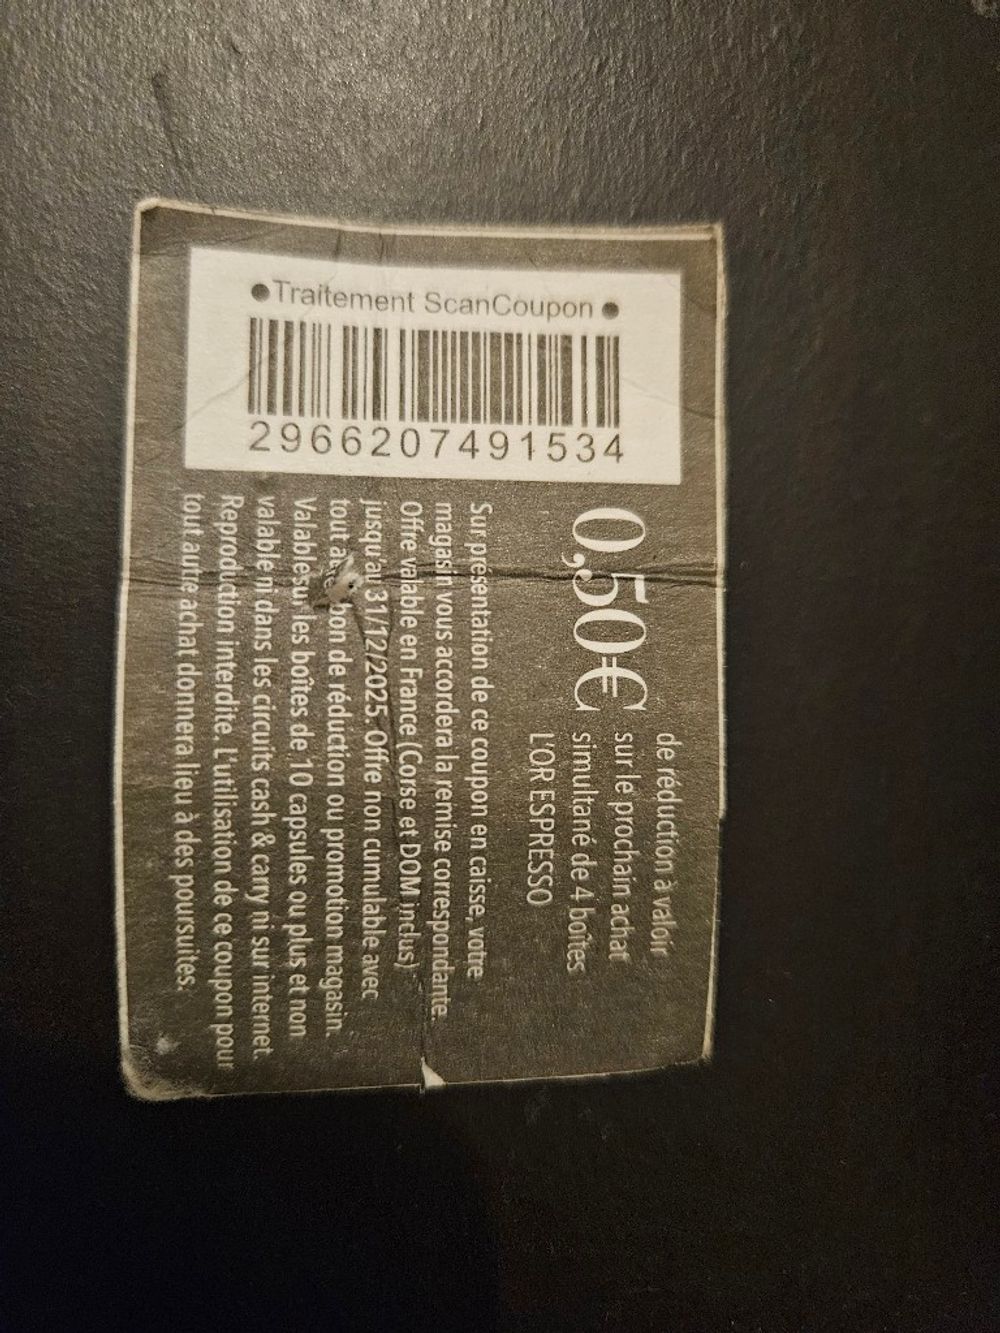 ●Traitement ScanCoupon●
2966207491534
0,50€
de réduction à valoir
sur le prochain achat
simultané de 4 boîtes
L'OR ESPRESSO
Sur présentation de ce coupon en caisse, votre
magasin vous accordera la remise correspondante.
Offre valable en France (Corse et DOM inclus)
jusqu'au 31/12/2025. Offre non cumulable avec
tout bon de réduction ou promotion magasin.
Valable sur les boîtes de 10 capsules ou plus et non
valable ni dans les circuits cash & carry ni sur internet.
Reproduction interdite. L'utilisation de ce coupon pour
tout autre achat donnera lieu à des poursuites.